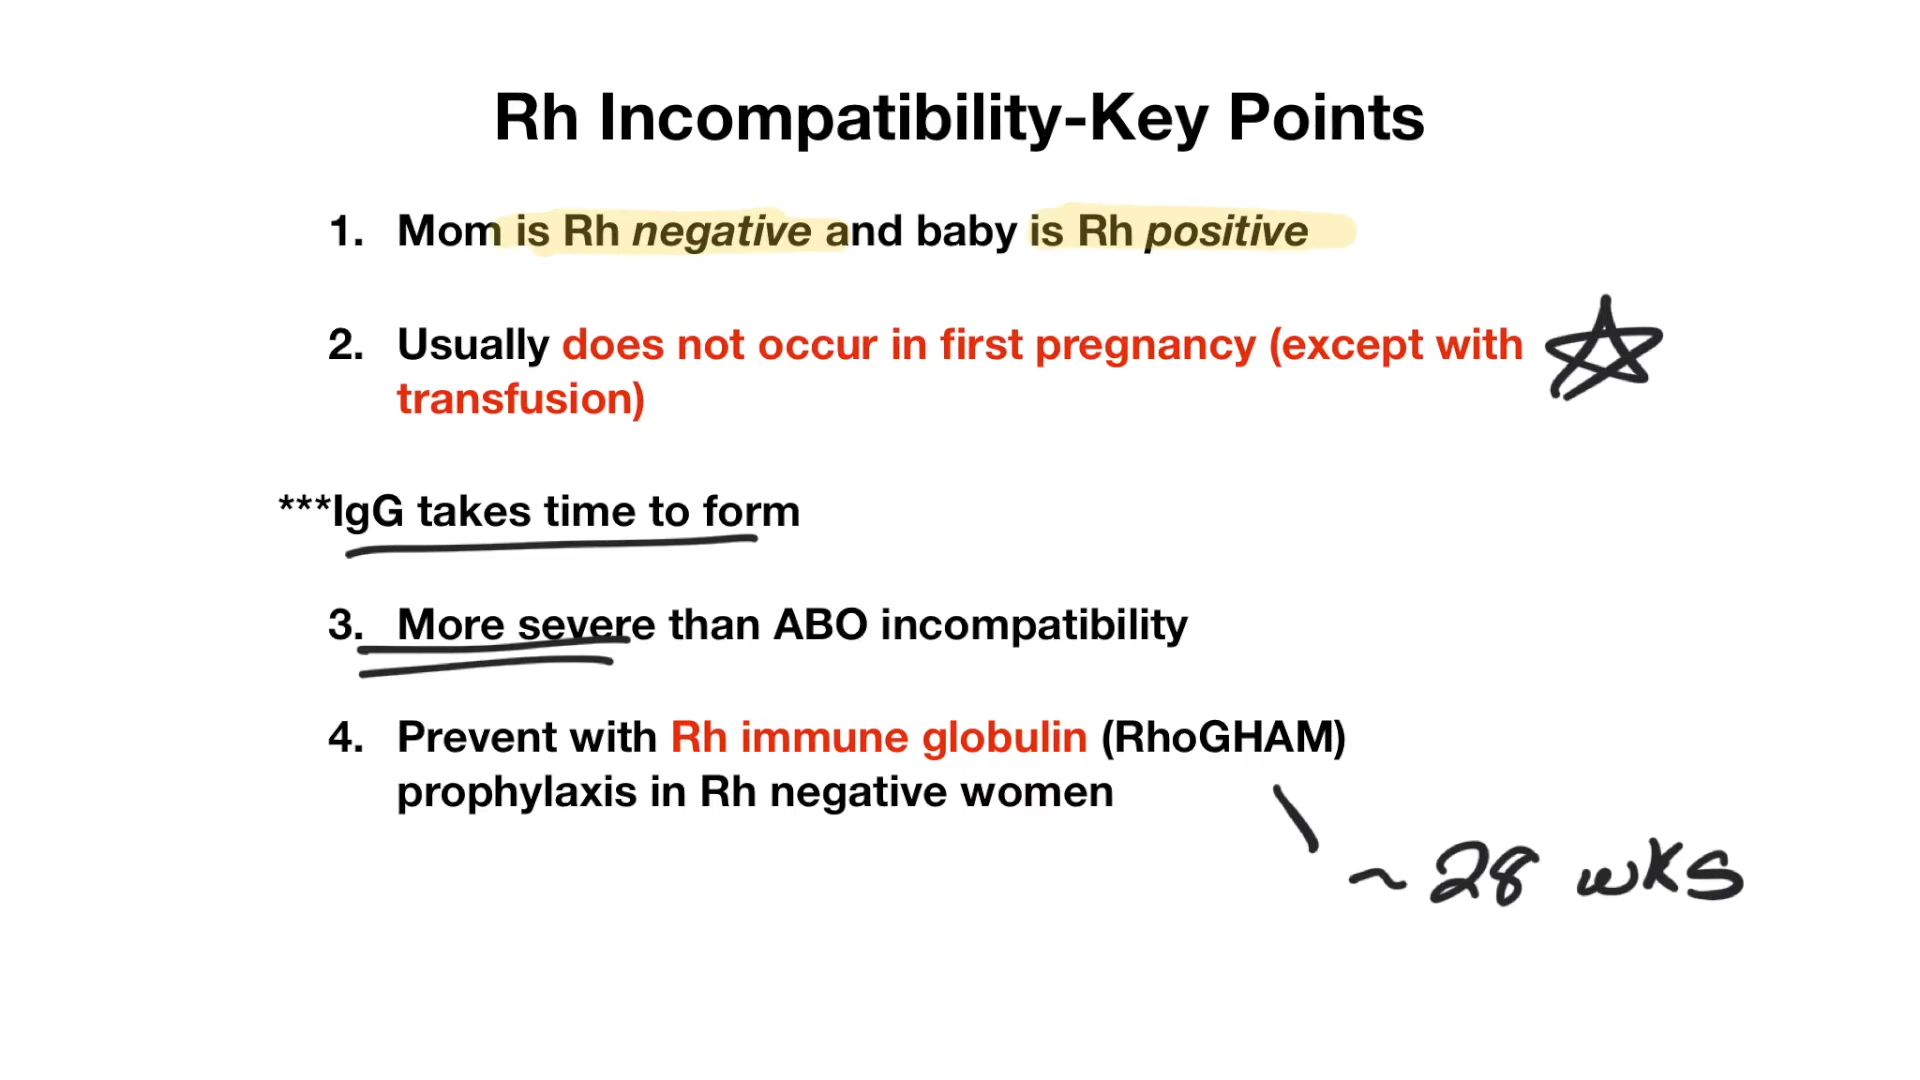 Rh Incompatibility-Key Points
1. Mom is Rh negative and baby is Rh positive
2. Usually does not occur in first pregnancy (except with
transfusion)
***IgG takes time to form
3. More severe than ABO incompatibility
4. Prevent with Rh immune globulin (RhoGHAM)
prophylaxis in Rh negative women
~ 28 wks